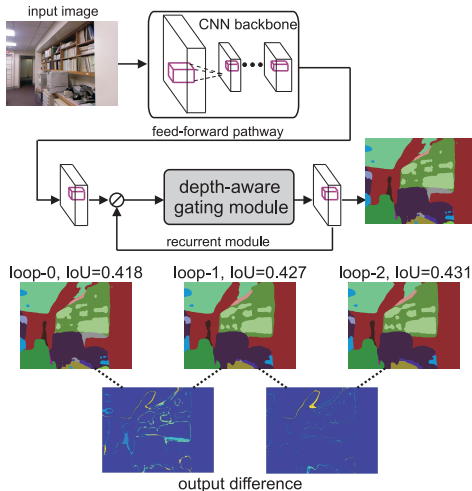 input image
CNN backbone
feed-forward pathway
depth-aware
gating module
recurrent module
loop-0, IoU=0.418
loop-1, IoU=0.427
loop-2, IoU=0.431
output difference